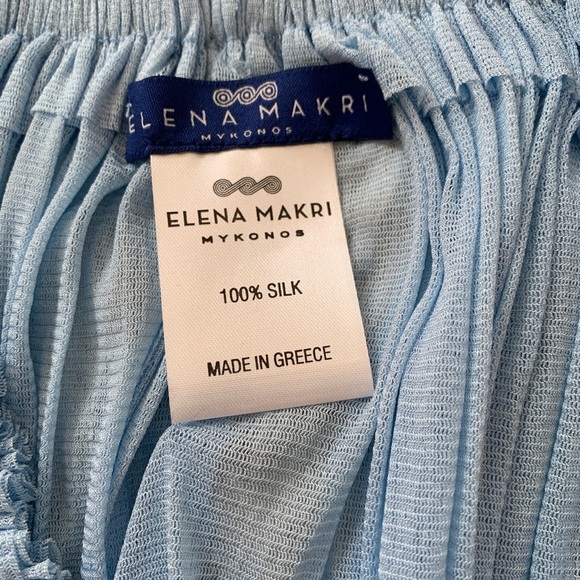 ELENA MAKRI
MYKONOS
ELENA MAKRI
MYKONOS
100% SILK
MADE IN GREECE